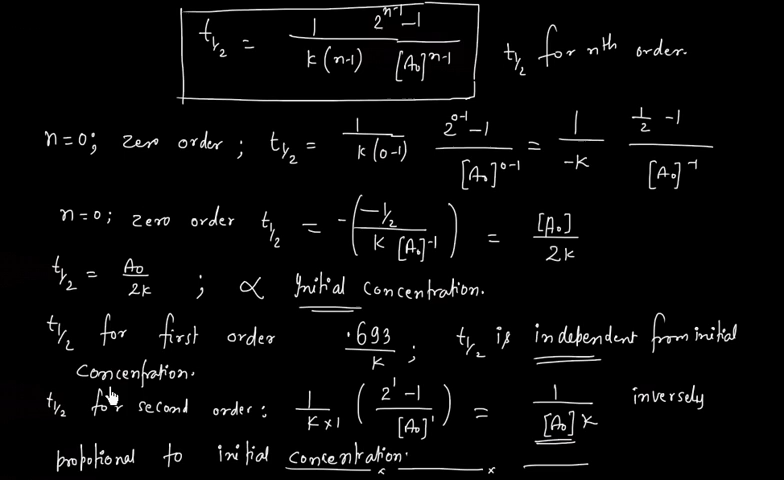 t1/2 = 1/k(n-1) 2^(n-1) -1/[A0]^(n-1) t1/2 for nth order.
n=0; zero order; t1/2 = 1/k(0-1) 2^(0-1) -1/[A0]^(0-1) = 1/-k 1/2 -1/[A0]^-1
n=0; zero order t1/2 = -(-1/2/k [A0]^-1) = [A0]/2k
t1/2 = A0/2k ; ∝ Initial concentration.
t1/2 for first order .693/k ; t1/2 is independent from initial
concentration.
t1/2 for second order: 1/k×1 (2^1 -1/[A0]^1) = 1/[A0]k inversely
propotional to initial concentration.